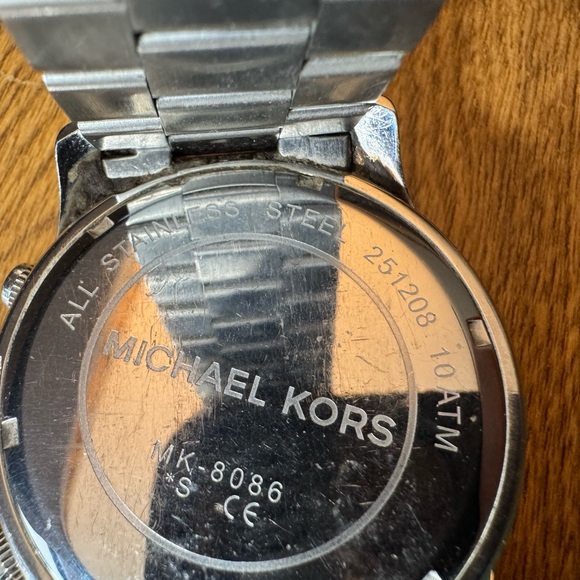 ALL STAINLESS STEEL 251208 10 ATM
MICHAEL KORS
MK-8086
*S CE